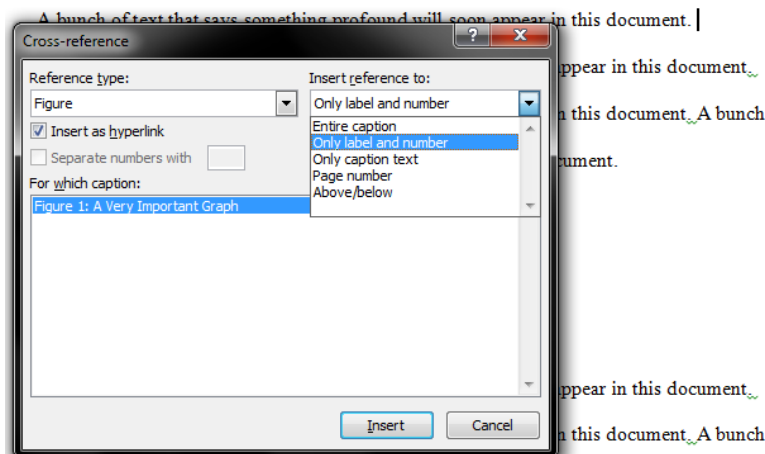 A bunch of text that says something profound will soon appear in this document.
Cross-reference
?
X
Reference type:
Insert reference to:
Figure
Only label and number
Insert as hyperlink
Separate numbers with
Entire caption
Only label and number
Only caption text
Page number
Above/below
For which caption:
Figure 1: A Very Important Graph
Insert
Cancel
ppear in this document.
this document. A bunch
ument.
ppear in this document.
this document. A bunch